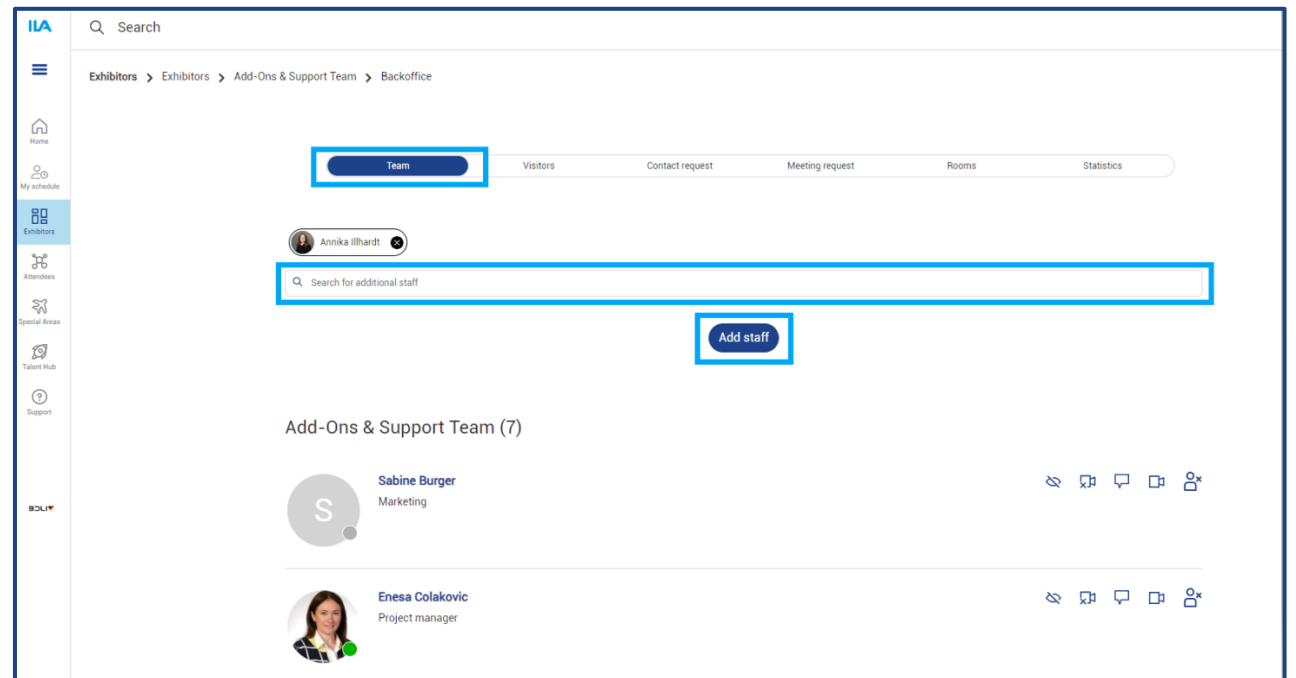 ILA
Search
Exhibitors > Exhibitors > Add-Ons & Support Team > Backoffice
Home
My schedule
Exhibitors
Attendees
Special Areas
Talent Hub
Support
BDLI
Team Visitors Contact request Meeting request Rooms Statistics
Annika Illhardt
Search for additional staff
Add staff
Add-Ons & Support Team (7)
S
Sabine Burger
Marketing
Enesa Colakovic
Project manager